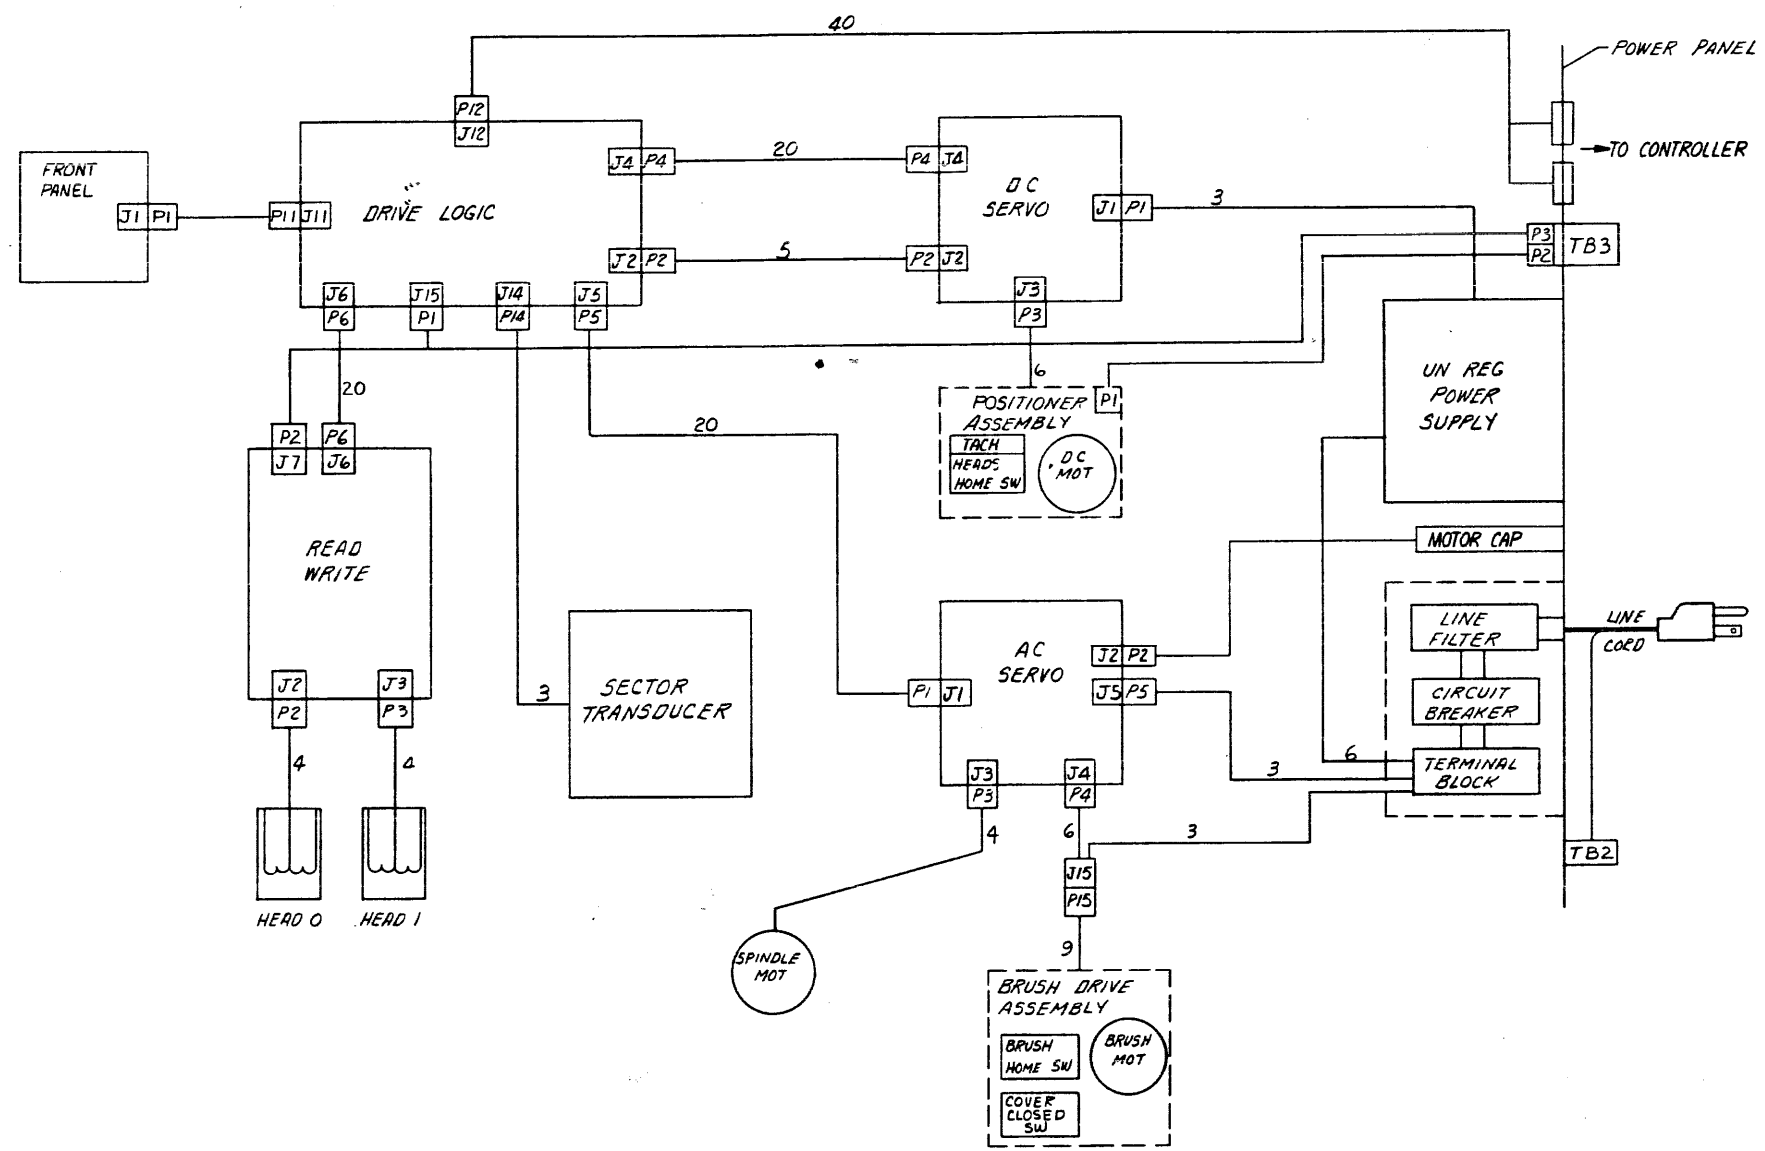 40
POWER PANEL
TO CONTROLLER
P12
J12
FRONT
PANEL
J1 P1
P11 J11
DRIVE LOGIC
J4 P4
20
P4 J4
DC
SERVO
J1 P1
3
J2 P2
5
P2 J2
P3
P2
TB3
J6
P6
J15
P1
J14
P14
J5
P5
J3
P3
20
6
POSITIONER
ASSEMBLY
P1
TACH
HEADS
HOME SW
DC
MOT
UN REG
POWER
SUPPLY
20
P2
J7
P6
J6
READ
WRITE
MOTOR CAP
LINE
FILTER
LINE
CORD
CIRCUIT
BREAKER
TERMINAL
BLOCK
6
3
TB2
AC
SERVO
J2 P2
J5 P5
P1 J1
SECTOR
TRANSDUCER
3
J2
P2
J3
P3
4
4
HEAD 0
HEAD 1
J3
P3
J4
P4
4
6
3
J15
P15
9
SPINDLE
MOT
BRUSH DRIVE
ASSEMBLY
BRUSH
HOME SW
BRUSH
MOT
COVER
CLOSED
SW